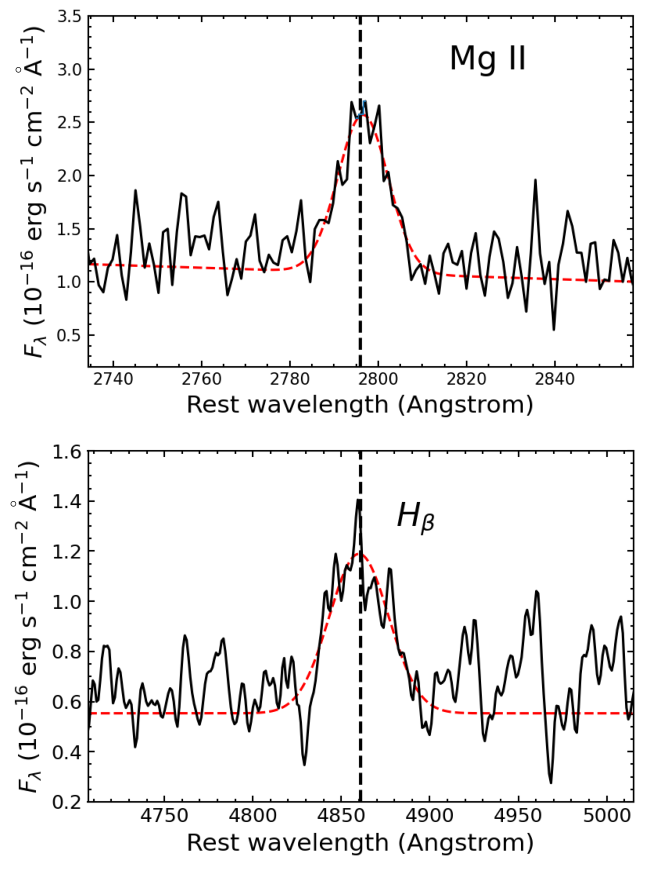 3.5
3.0
2.5
2.0
1.5
1.0
0.5
F_λ (10^−16 erg s^−1 cm^−2 Å^−1)
Mg II
2740 2760 2780 2800 2820 2840
Rest wavelength (Angstrom)
1.6
1.4
1.2
1.0
0.8
0.6
0.4
0.2
F_λ (10^−16 erg s^−1 cm^−2 Å^−1)
H_β
4750 4800 4850 4900 4950 5000
Rest wavelength (Angstrom)